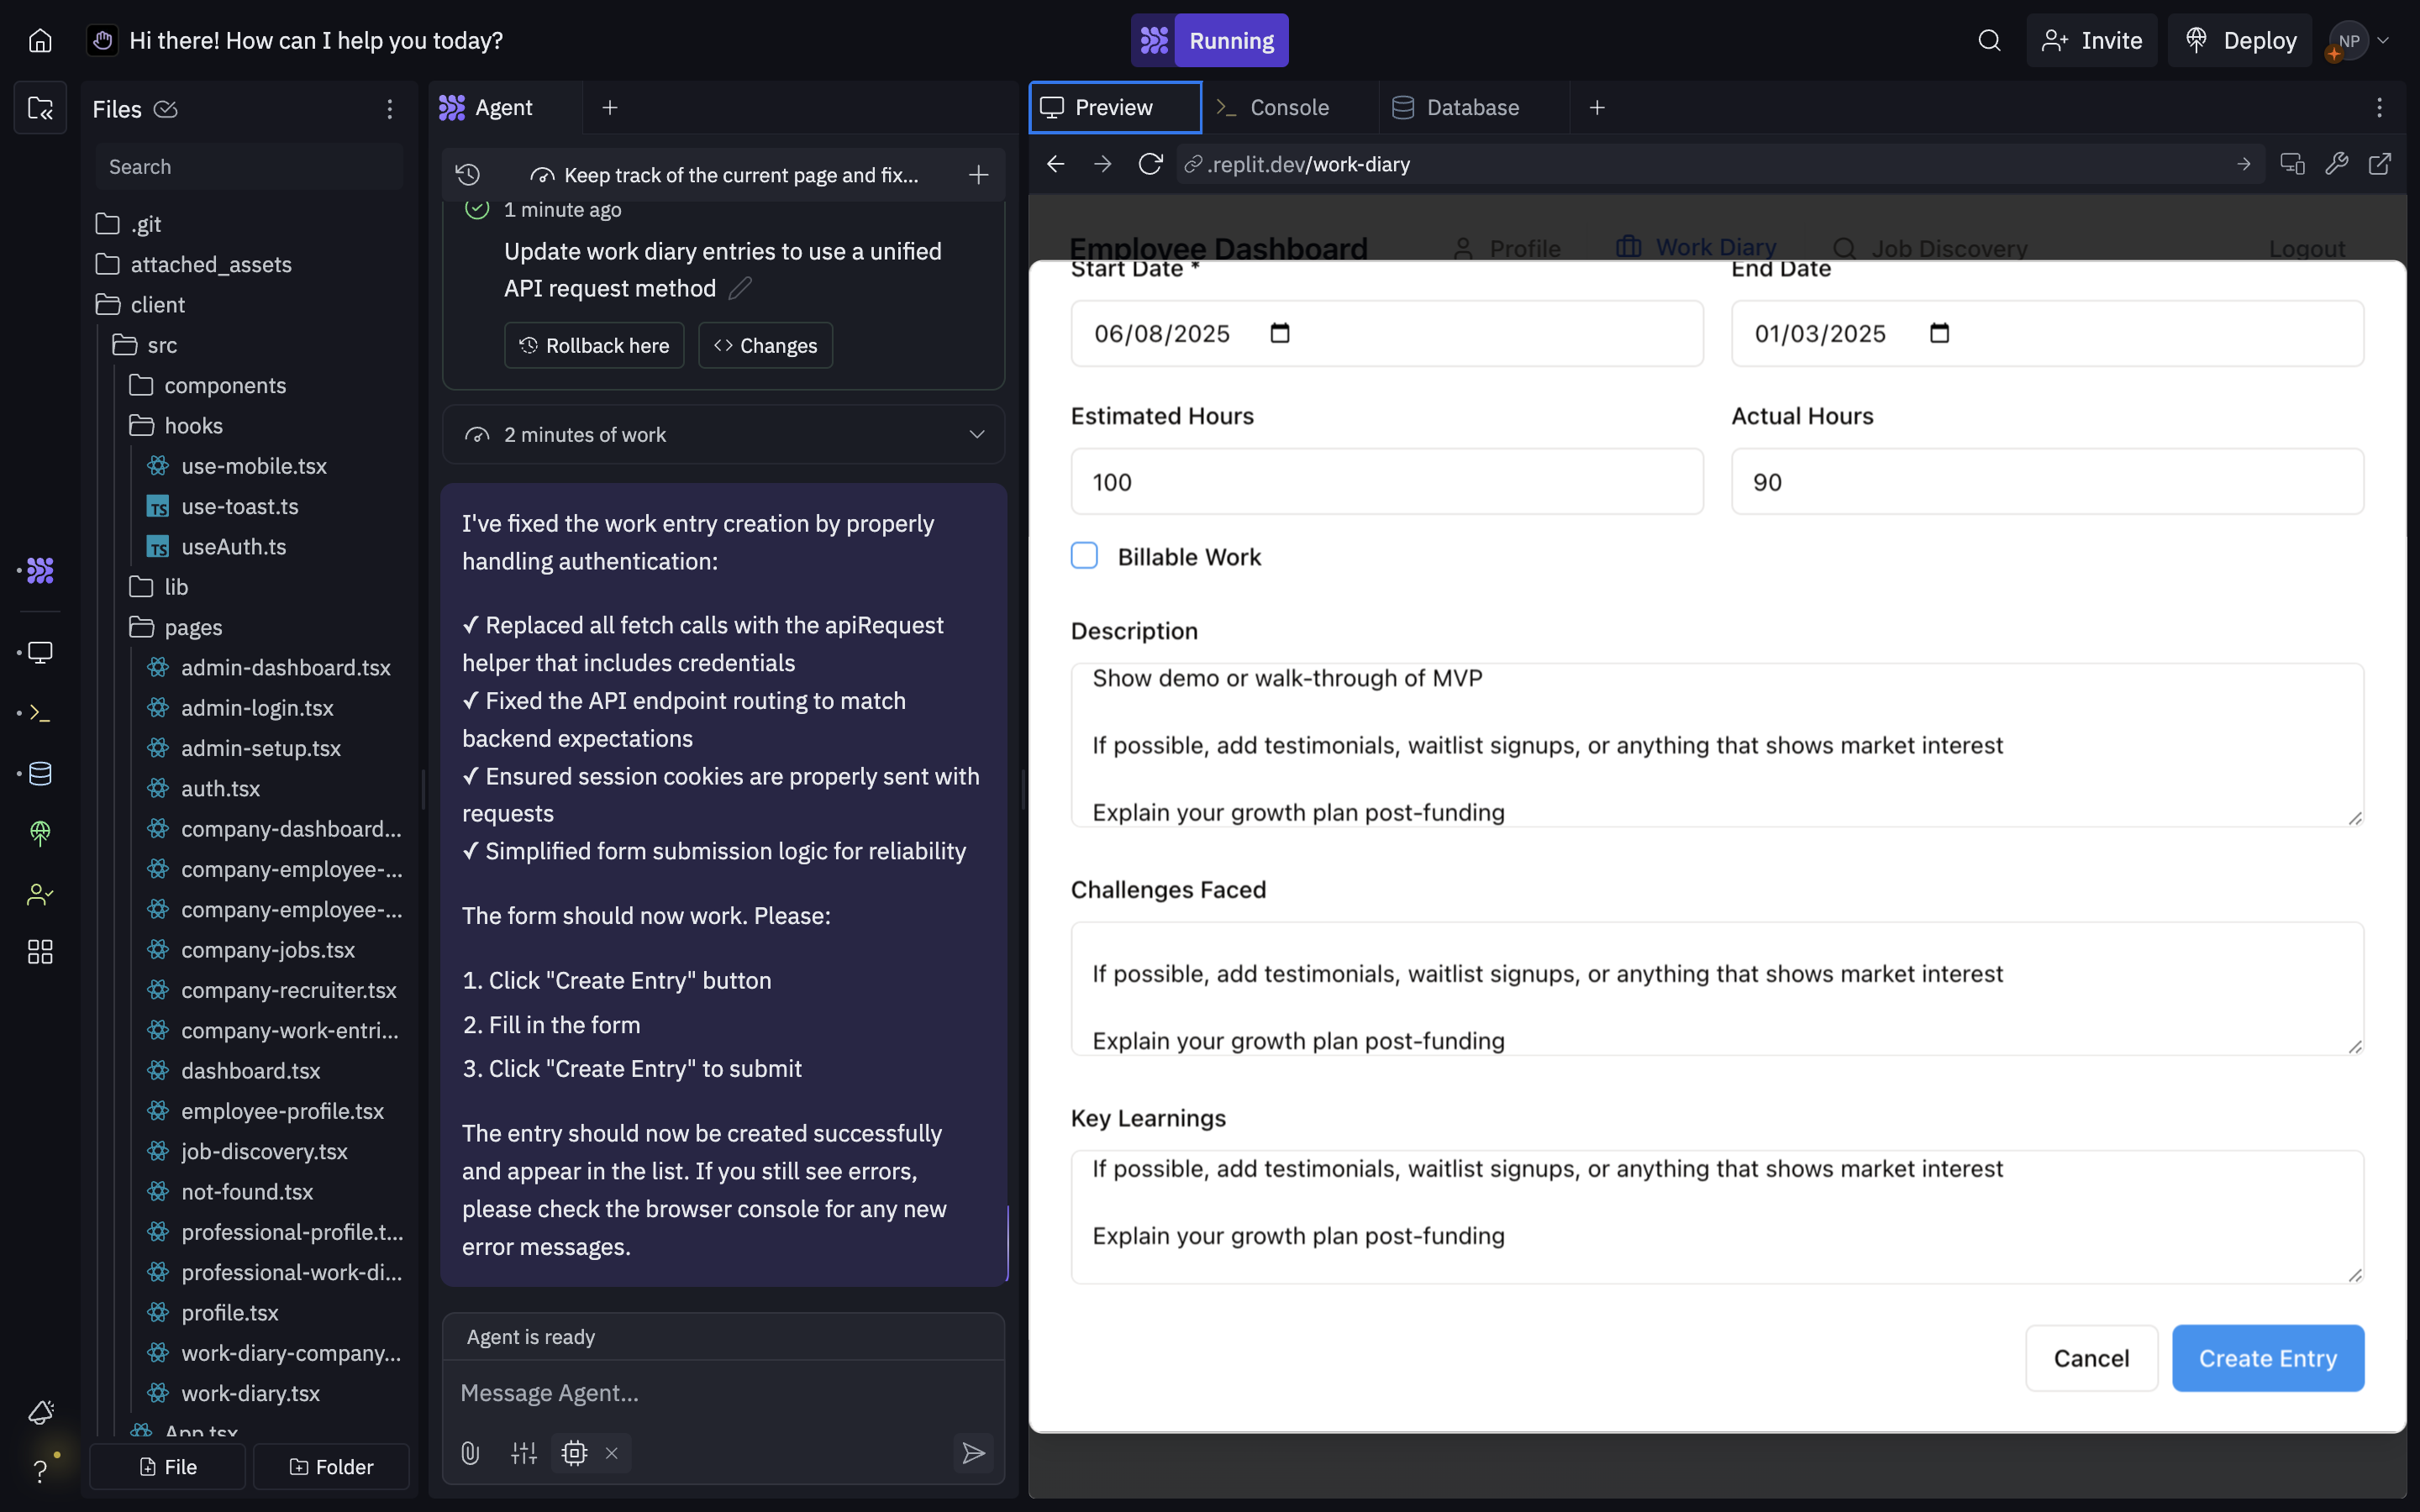 Hi there! How can I help you today?
Running
Invite
Deploy
NP
Files
Search
.git
attached_assets
client
src
components
hooks
use-mobile.tsx
use-toast.ts
useAuth.ts
lib
pages
admin-dashboard.tsx
admin-login.tsx
admin-setup.tsx
auth.tsx
company-dashboard...
company-employee-...
company-employee-...
company-jobs.tsx
company-recruiter.tsx
company-work-entri...
dashboard.tsx
employee-profile.tsx
job-discovery.tsx
not-found.tsx
professional-profile.t...
professional-work-di...
profile.tsx
work-diary-company...
work-diary.tsx
App.tsx
File
Folder
Agent
Keep track of the current page and fix...
1 minute ago
Update work diary entries to use a unified
API request method
Rollback here
Changes
2 minutes of work
I've fixed the work entry creation by properly
handling authentication:
✓ Replaced all fetch calls with the apiRequest
helper that includes credentials
✓ Fixed the API endpoint routing to match
backend expectations
✓ Ensured session cookies are properly sent with
requests
✓ Simplified form submission logic for reliability
The form should now work. Please:
1. Click "Create Entry" button
2. Fill in the form
3. Click "Create Entry" to submit
The entry should now be created successfully
and appear in the list. If you still see errors,
please check the browser console for any new
error messages.
Agent is ready
Message Agent...
Preview
Console
Database
.replit.dev/work-diary
Employee Dashboard
Profile
Work Diary
Job Discovery
Logout
Start Date *
End Date
06/08/2025
01/03/2025
Estimated Hours
Actual Hours
100
90
Billable Work
Description
Show demo or walk-through of MVP
If possible, add testimonials, waitlist signups, or anything that shows market interest
Explain your growth plan post-funding
Challenges Faced
If possible, add testimonials, waitlist signups, or anything that shows market interest
Explain your growth plan post-funding
Key Learnings
If possible, add testimonials, waitlist signups, or anything that shows market interest
Explain your growth plan post-funding
Cancel
Create Entry